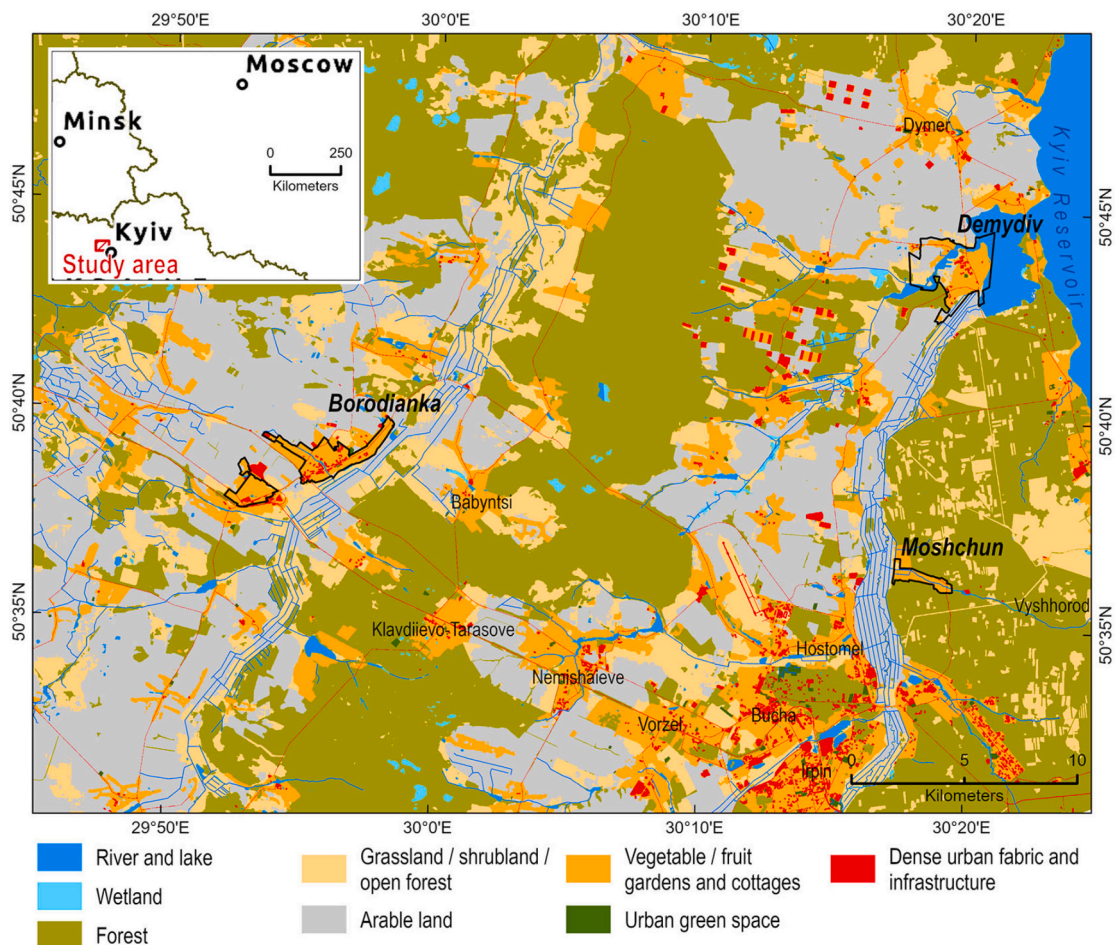 29°50'E
30°0'E
30°10'E
30°20'E
Moscow
Minsk
0
250
Kilometers
Kyiv
Study area
50°45'N
50°45'N
Dymer
Kyiv Reservoir
Demydiv
50°40'N
50°40'N
Borodianka
Babyntsi
Moshchun
Vyshhorod
50°35'N
50°35'N
Klavdiievo-Tarasove
Hostomel
Nemishaieve
Vorzel
Bucha
Irpin
0
5
10
Kilometers
29°50'E
30°0'E
30°10'E
30°20'E
River and lake
Wetland
Forest
Grassland / shrubland /
open forest
Arable land
Vegetable / fruit
gardens and cottages
Urban green space
Dense urban fabric and
infrastructure